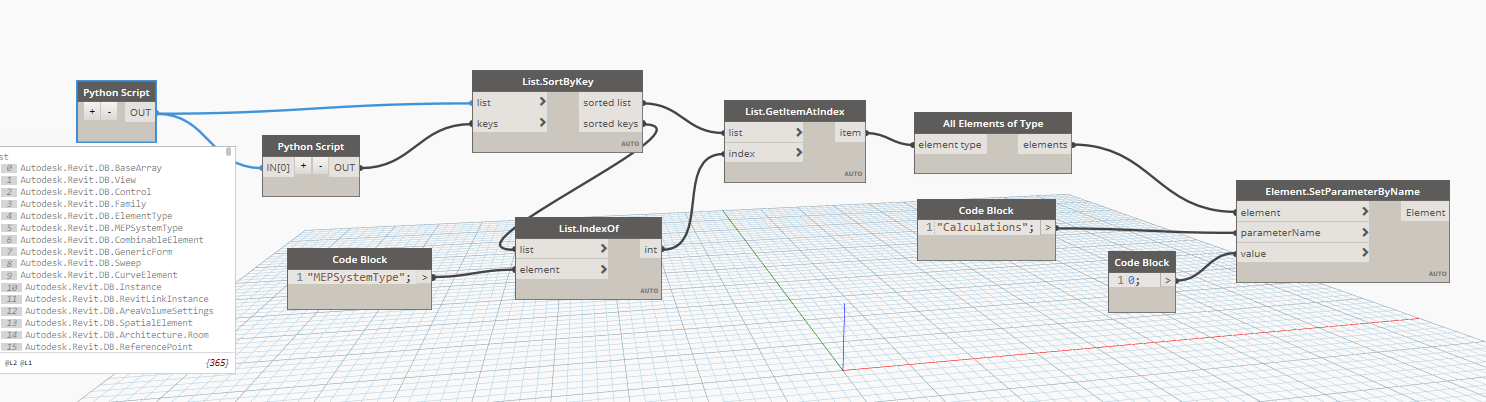 Python Script
+ - OUT
st
0 Autodesk.Revit.DB.BaseArray
1 Autodesk.Revit.DB.View
2 Autodesk.Revit.DB.Control
3 Autodesk.Revit.DB.Family
4 Autodesk.Revit.DB.ElementType
5 Autodesk.Revit.DB.MEPSystemType
6 Autodesk.Revit.DB.CombinableElement
7 Autodesk.Revit.DB.GenericForm
8 Autodesk.Revit.DB.Sweep
9 Autodesk.Revit.DB.CurveElement
10 Autodesk.Revit.DB.Instance
11 Autodesk.Revit.DB.RevitLinkInstance
12 Autodesk.Revit.DB.AreaVolumeSettings
13 Autodesk.Revit.DB.SpatialElement
14 Autodesk.Revit.DB.Architecture.Room
15 Autodesk.Revit.DB.ReferencePoint
@L2 @L1 {365}
Python Script
IN[0] + - OUT
Code Block
1 "MEPSystemType"; >
List.SortByKey
list > sorted list
keys > sorted keys
AUTO
List.IndexOf
list > int
element >
AUTO
List.GetItemAtIndex
list > item
index >
AUTO
All Elements of Type
element type elements
Code Block
1 "Calculations"; >
Code Block
1 0; >
Element.SetParameterByName
element > Element
parameterName >
value >
AUTO